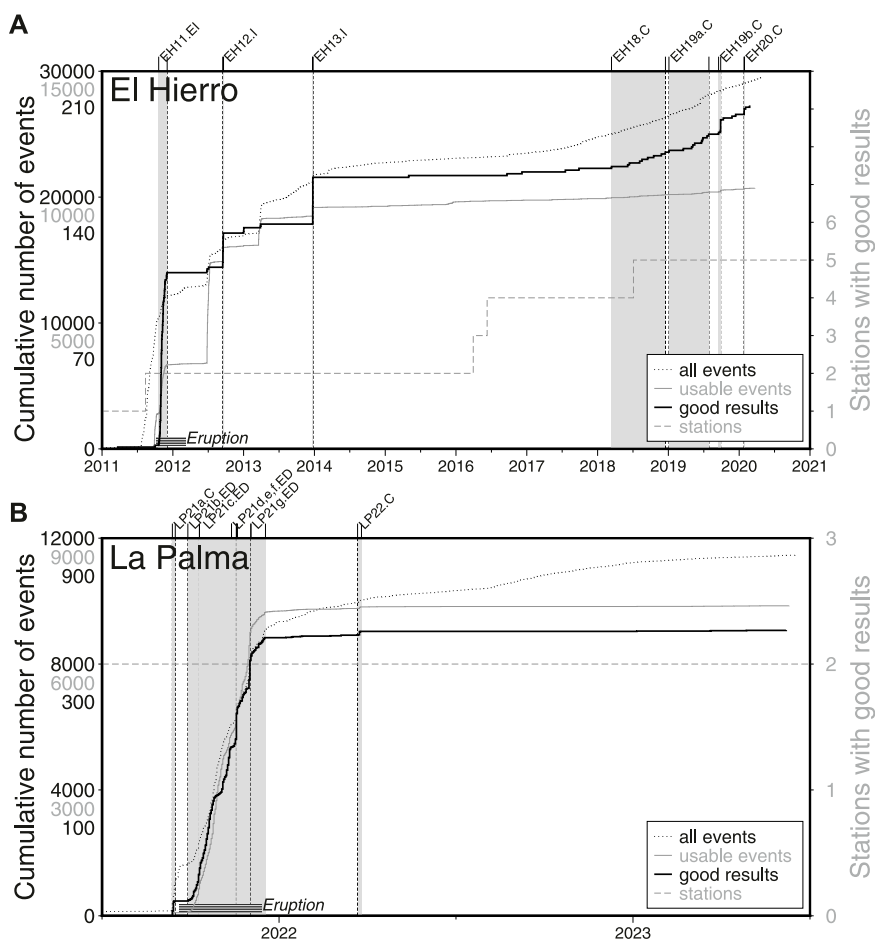 A
EH11.EI
EH12.I
EH13.I
EH18.C
EH19a.C
EH19b.C
EH20.C
El Hierro
Cumulative number of events
30000
15000
210
20000
10000
140
10000
5000
70
0
Stations with good results
6
5
4
3
2
1
0
all events
usable events
good results
stations
Eruption
2011
2012
2013
2014
2015
2016
2017
2018
2019
2020
2021
B
LP21a.C
LP21b.ED
LP21c.ED
LP21d,e,f.ED
LP21g.ED
LP22.C
La Palma
Cumulative number of events
12000
9000
900
8000
6000
300
4000
3000
100
0
Stations with good results
3
2
1
0
all events
usable events
good results
stations
Eruption
2022
2023